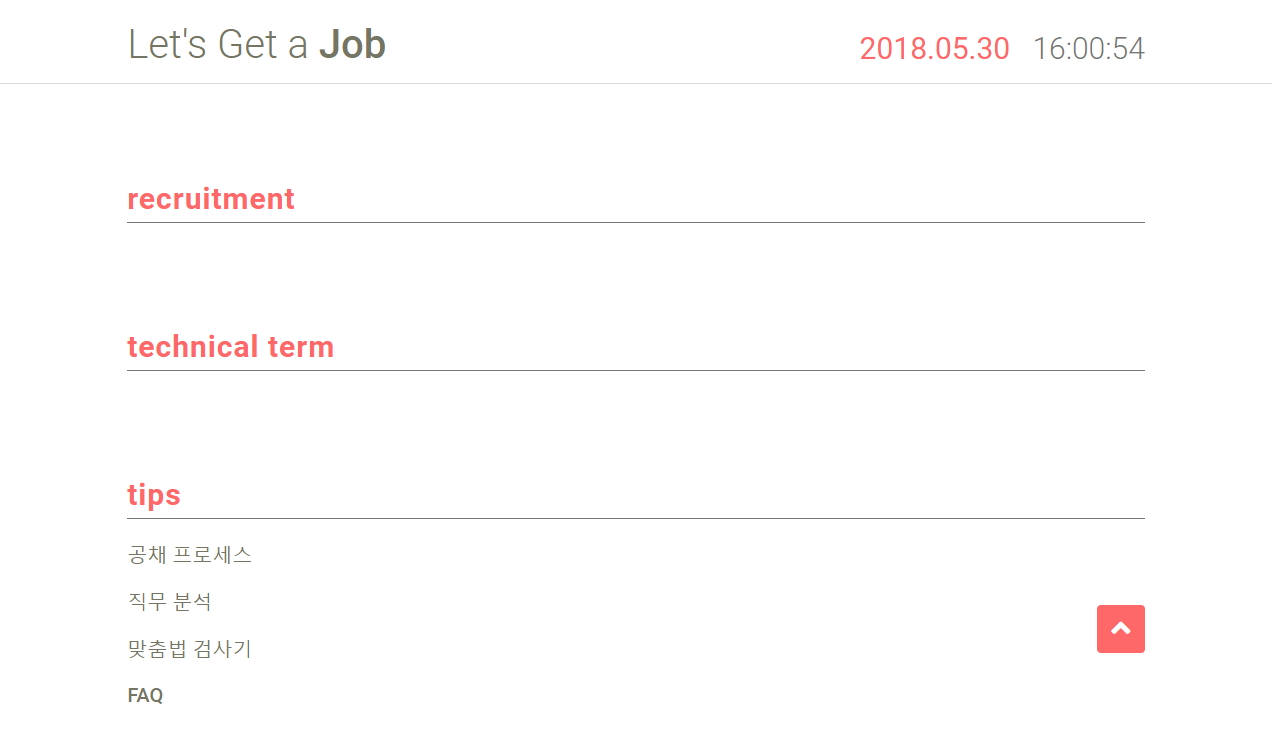 Let's Get a Job
2018.05.30 16:00:54
recruitment
technical term
tips
공채 프로세스
직무 분석
맞춤법 검사기
FAQ